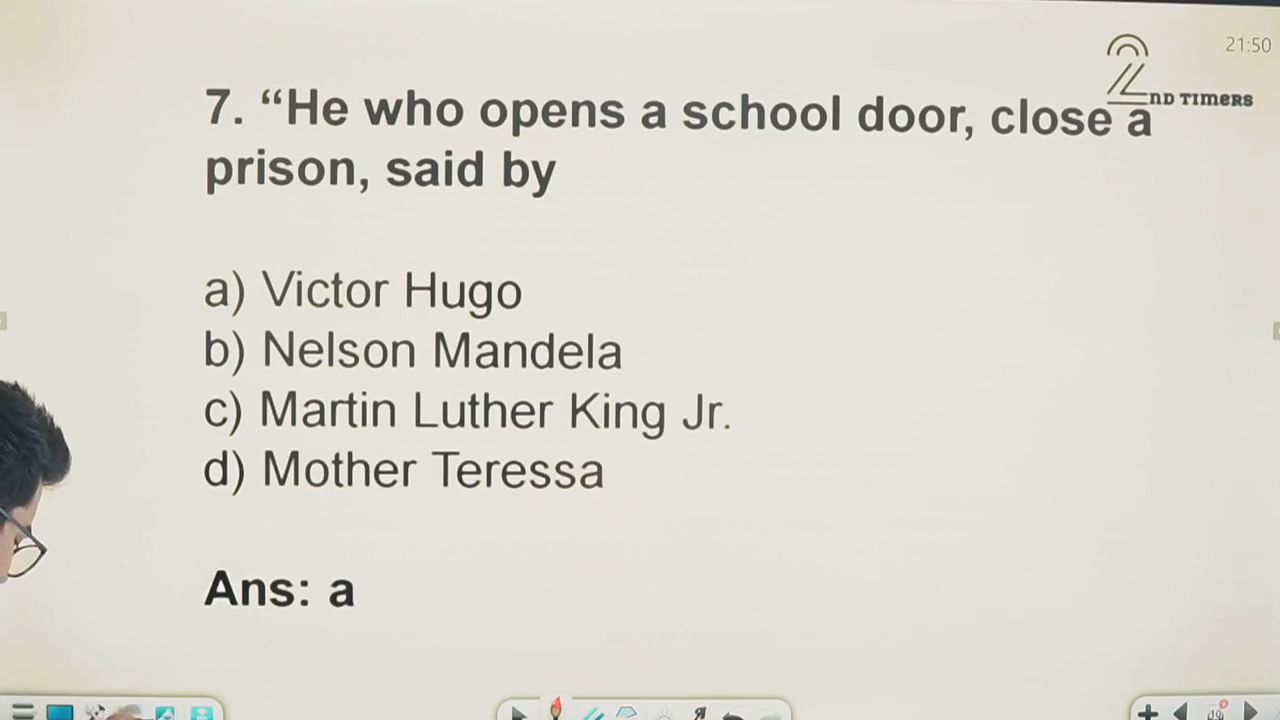 21:50
2ND TIMERS
7. “He who opens a school door, close a
prison, said by
a) Victor Hugo
b) Nelson Mandela
c) Martin Luther King Jr.
d) Mother Teressa
Ans: a